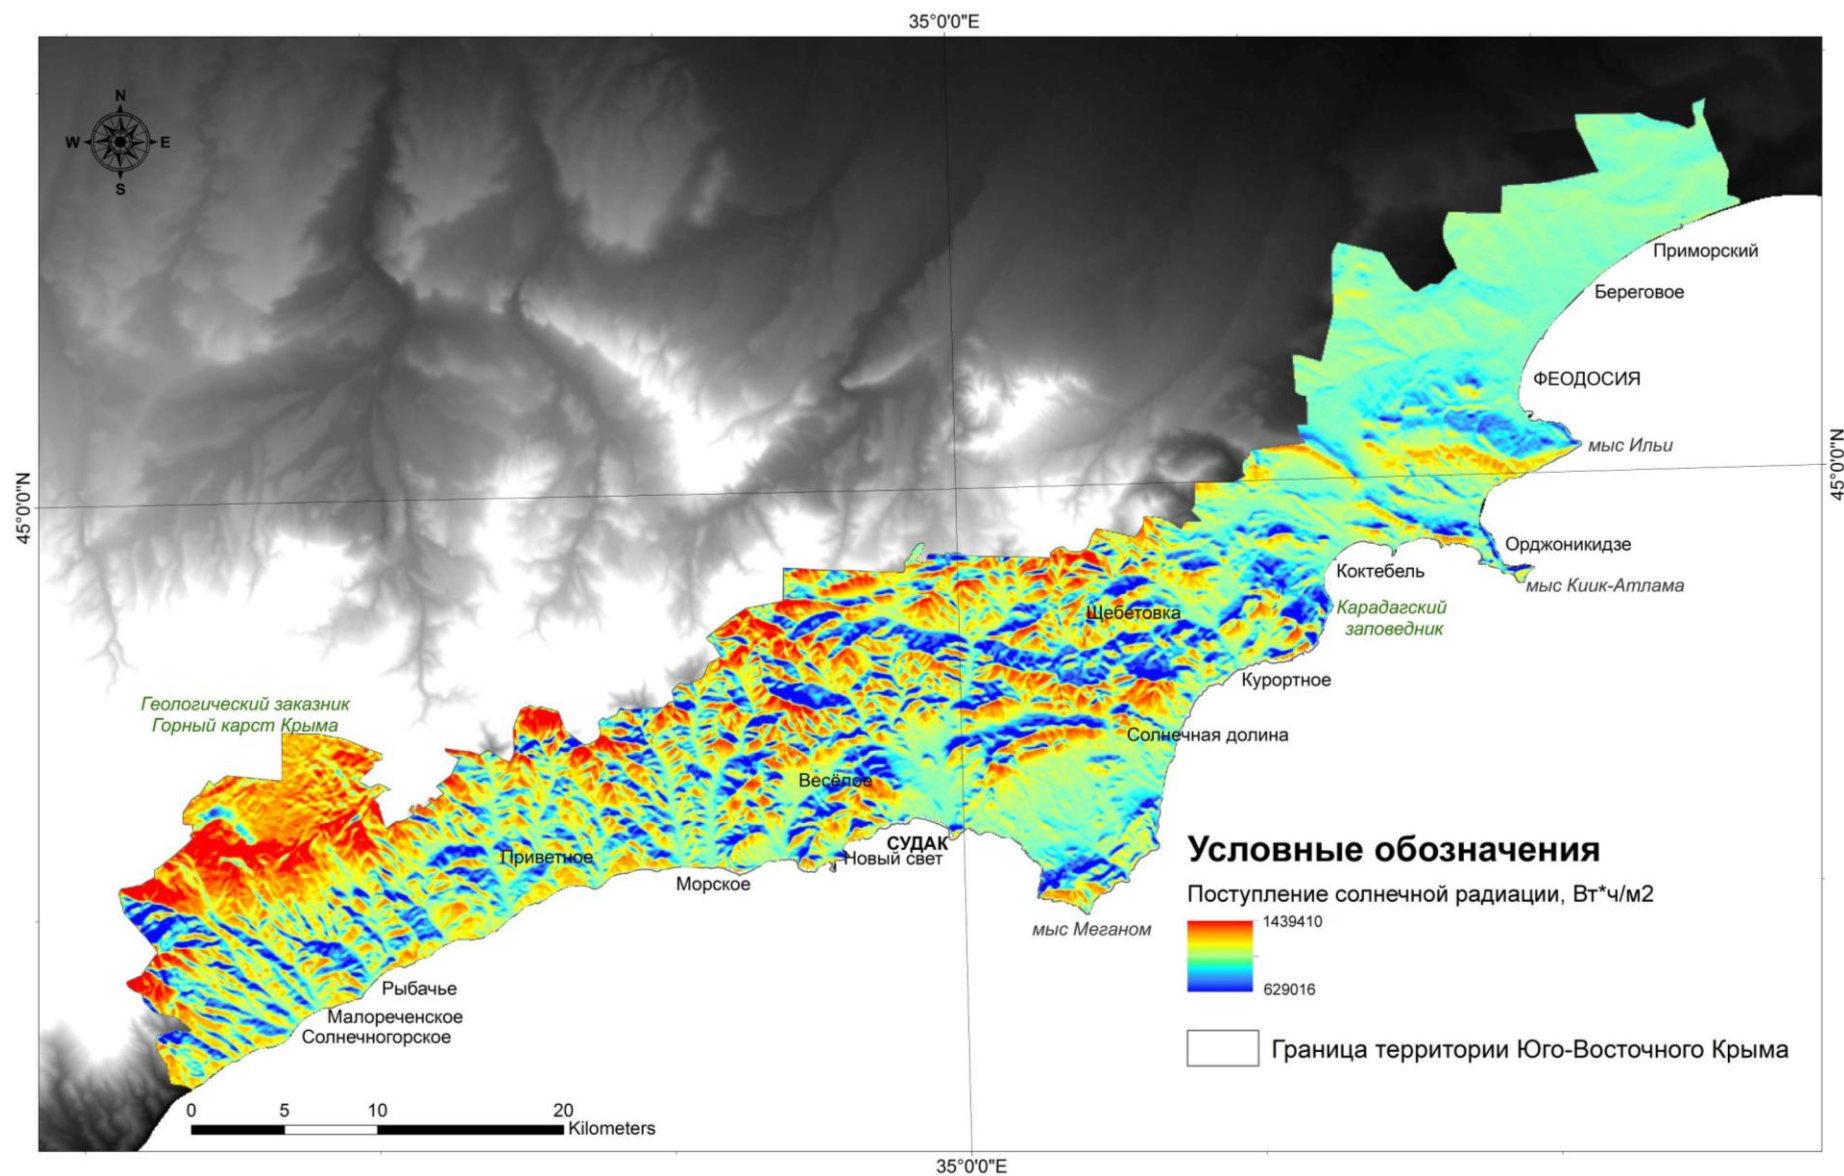 35°0'0"E
N
W
E
S
Приморский
Береговое
ФЕОДОСИЯ
мыс Ильи
45°0'0"N
45°0'0"N
Орджоникидзе
Коктебель
мыс Киик-Атлама
Карадагский
заповедник
Щебетовка
Курортное
Геологический заказник
Горный карст Крыма
Солнечная долина
Весёлое
СУДАК
Новый свет
Приветное
Морское
мыс Меганом
Рыбачье
Малореченское
Солнечногорское
Условные обозначения
Поступление солнечной радиации, Вт*ч/м2
1439410
629016
Граница территории Юго-Восточного Крыма
0 5 10 20
Kilometers
35°0'0"E